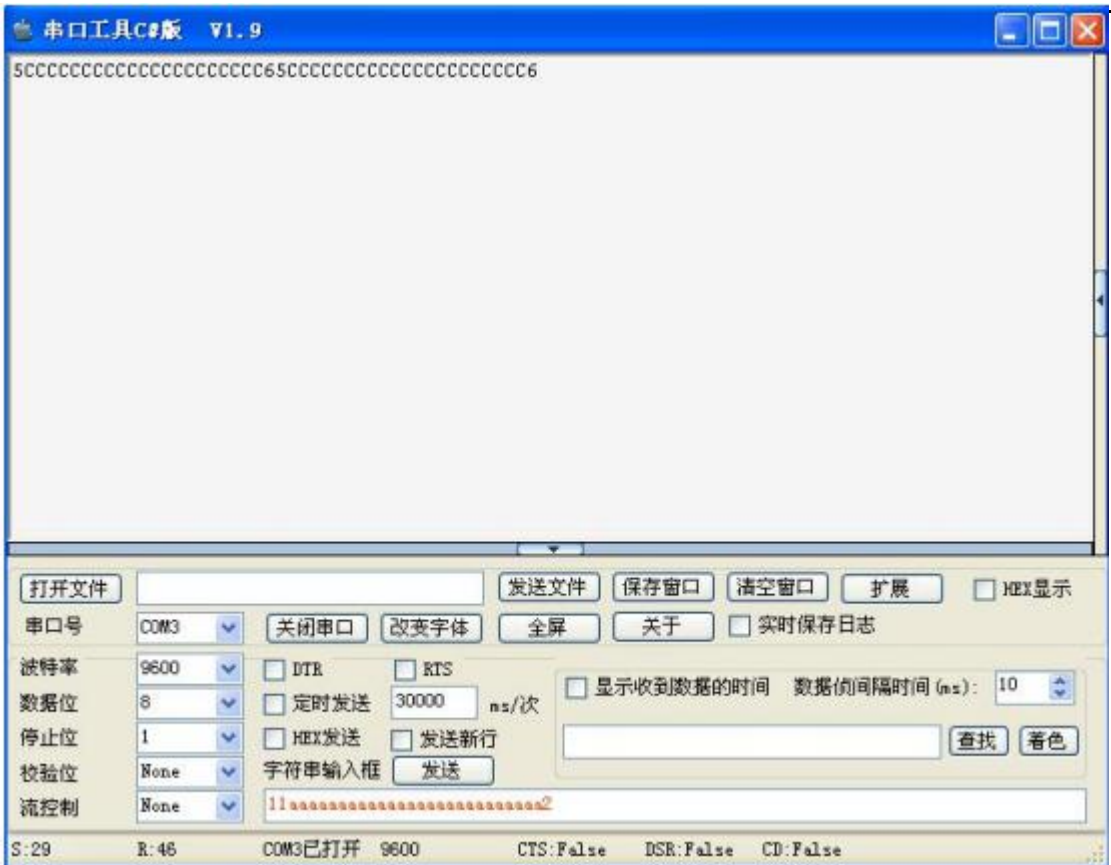 串口工具C#版 V1.9
5CCCCCCCCCCCCCCCCCCCCC65CCCCCCCCCCCCCCCCCCCCC6
打开文件 发送文件 保存窗口 清空窗口 扩展 HEX显示
串口号 COM3 关闭串口 改变字体 全屏 关于 实时保存日志
波特率 9600 DTR RTS 显示收到数据的时间 数据侦间隔时间(ms): 10
数据位 8 定时发送 30000 ms/次
停止位 1 HEX发送 发送新行 查找 着色
校验位 None 字符串输入框 发送
流控制 None 11aaaaaaaaaaaaaaaaaaaaaaaaaa2
S:29 R:46 COM3已打开 9600 CTS:False DSR:False CD:False